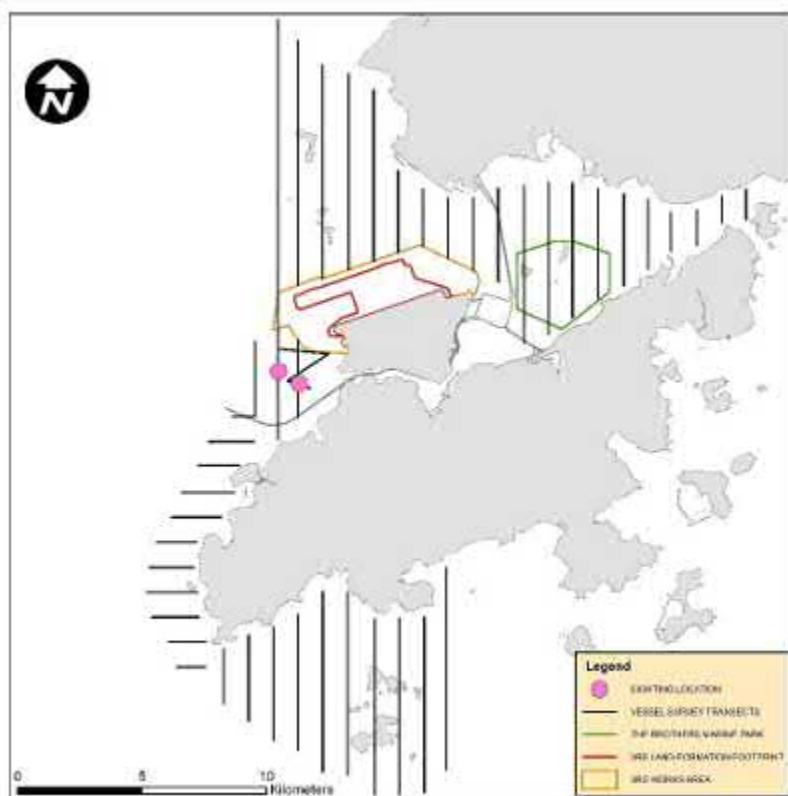 N
Legend
SIGHTING LOCATION
VESSEL SURVEY TRANSECTS
THE BROTHERS MARINE PARK
3RS LAND-FORMATION FOOTPRINT
3RS WORKS AREA
0 5 10
Kilometers